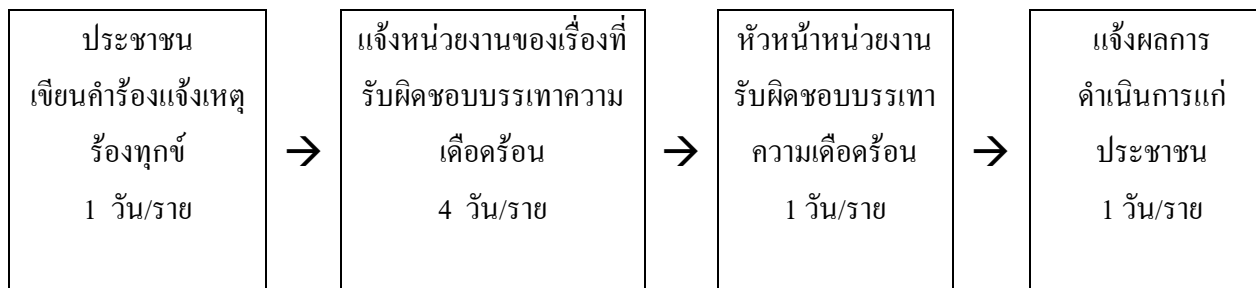 ประชาชน
เขียนคำร้องแจ้งเหตุ
ร้องทุกข์
1 วัน/ราย
→
แจ้งหน่วยงานของเรื่องที่
รับผิดชอบบรรเทาความ
เดือดร้อน
4 วัน/ราย
→
หัวหน้าหน่วยงาน
รับผิดชอบบรรเทา
ความเดือดร้อน
1 วัน/ราย
→
แจ้งผลการ
ดำเนินการแก่
ประชาชน
1 วัน/ราย